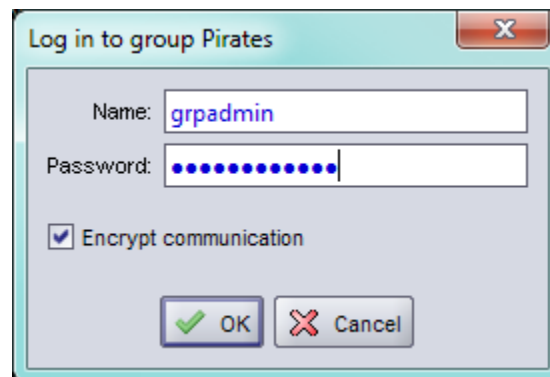 Log in to group Pirates
Name: grpadmin
Password: ●●●●●●●●●●●●
Encrypt communication
OK Cancel